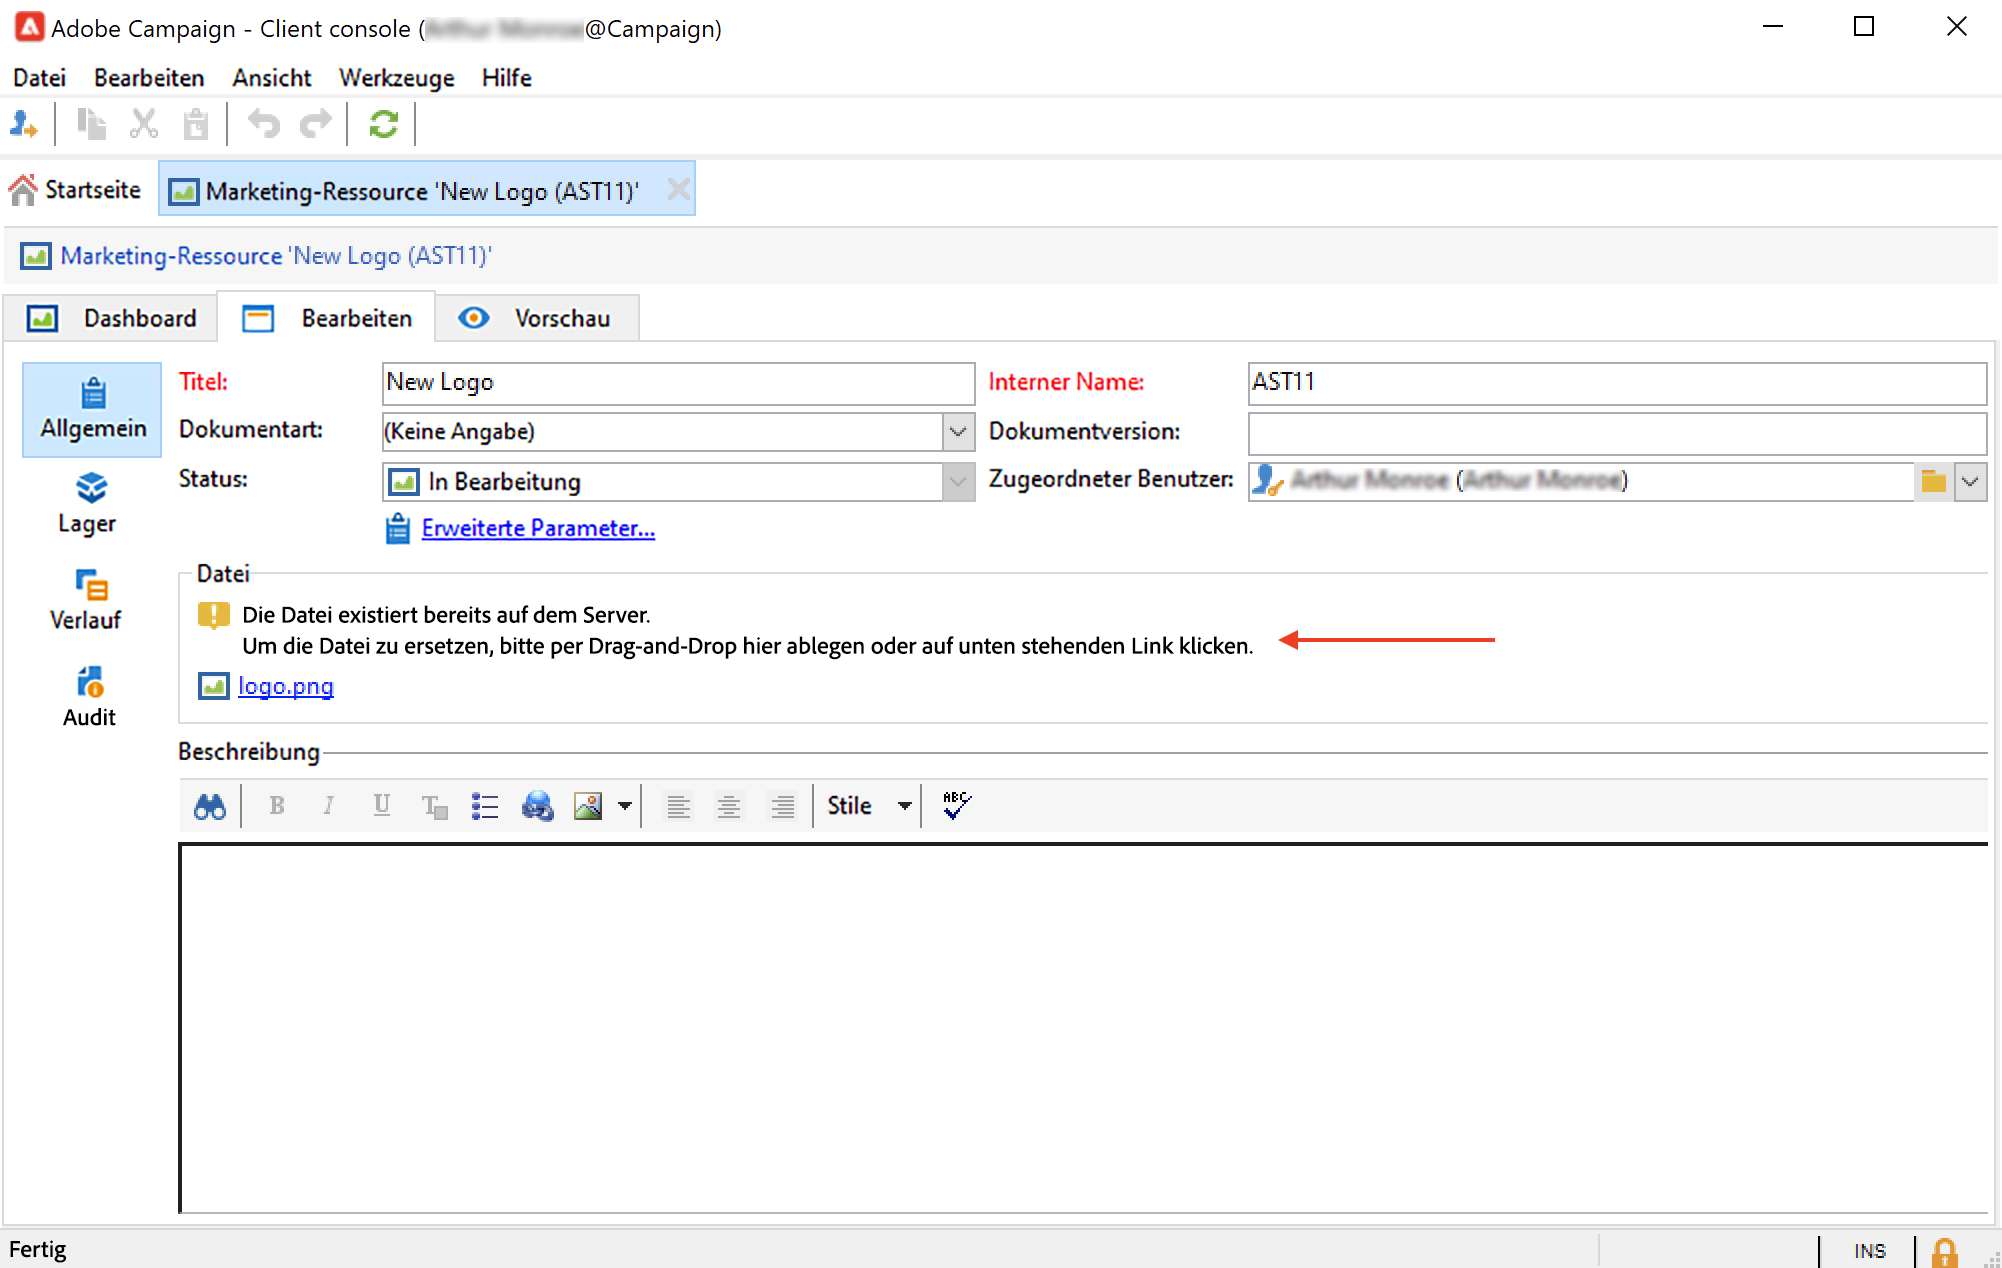 Adobe Campaign - Client console ( @Campaign)
Datei Bearbeiten Ansicht Werkzeuge Hilfe
Startseite Marketing-Ressource 'New Logo (AST11)'
Marketing-Ressource 'New Logo (AST11)'
Dashboard Bearbeiten Vorschau
Allgemein
Lager
Verlauf
Audit
Titel: New Logo Interner Name: AST11
Dokumentart: (Keine Angabe) Dokumentversion:
Status: In Bearbeitung Zugeordneter Benutzer: ( )
Erweiterte Parameter...
Datei
Die Datei existiert bereits auf dem Server.
Um die Datei zu ersetzen, bitte per Drag-and-Drop hier ablegen oder auf unten stehenden Link klicken.
logo.png
Beschreibung
B I U T Stile ABC
Fertig INS